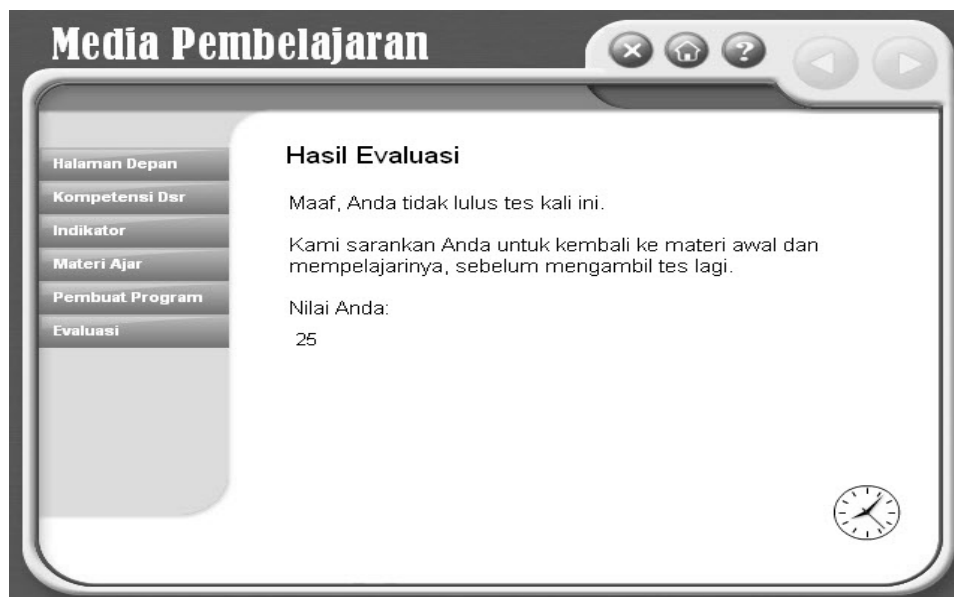 Media Pembelajaran
Halaman Depan
Kompetensi Dsr
Indikator
Materi Ajar
Pembuat Program
Evaluasi
Hasil Evaluasi
Maaf, Anda tidak lulus tes kali ini.
Kami sarankan Anda untuk kembali ke materi awal dan
mempelajarinya, sebelum mengambil tes lagi.
Nilai Anda:
25